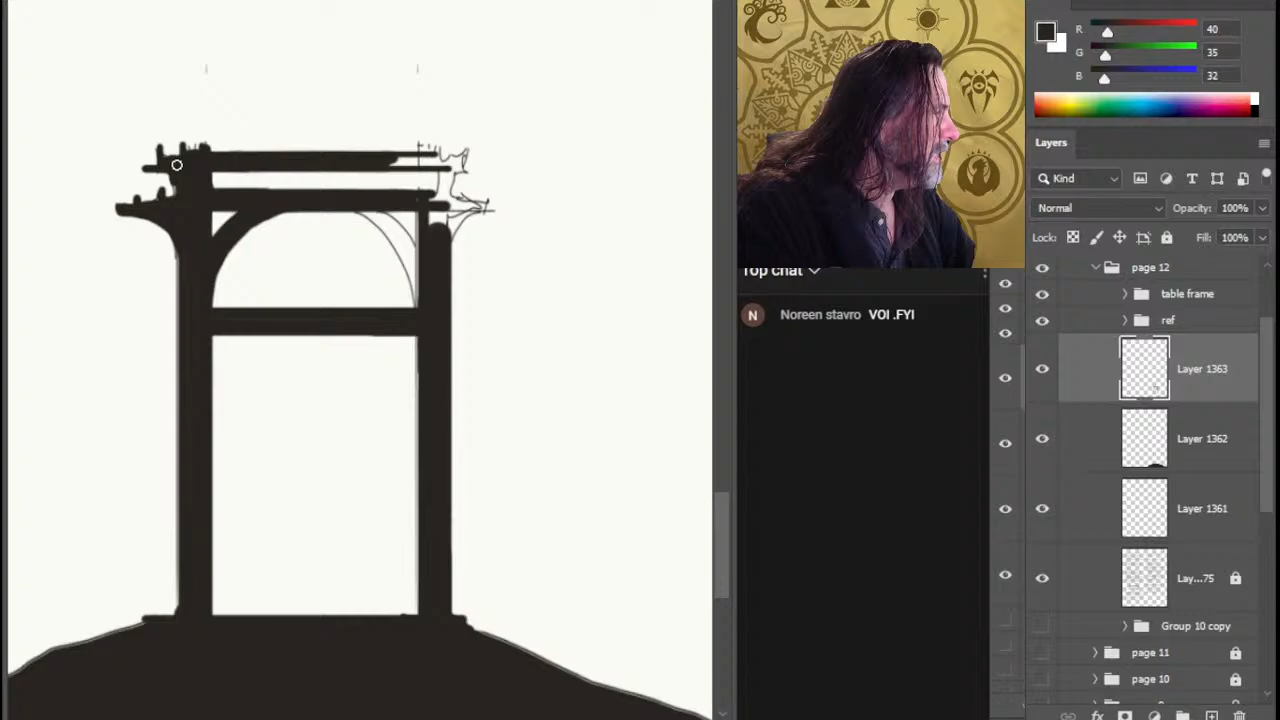 R 40
G 35
B 32
Layers
Kind
Normal Opacity: 100%
Lock: Fill: 100%
page 12
table frame
ref
Layer 1363
Layer 1362
Layer 1361
Lay...75
Group 10 copy
page 11
page 10
Top chat
N Noreen stavro VOI .FYI